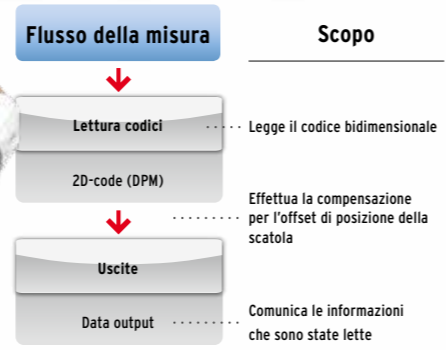 Flusso della misura
Scopo
Lettura codici
Legge il codice bidimensionale
2D-code (DPM)
Effettua la compensazione
per l'offset di posizione della
scatola
Uscite
Data output
Comunica le informazioni
che sono state lette